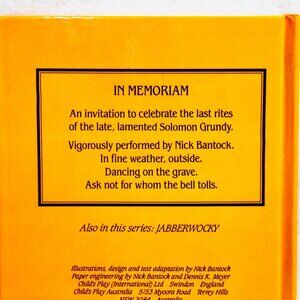 IN MEMORIAM
An invitation to celebrate the last rites
of the late, lamented Solomon Grundy.
Vigorously performed by Nick Bantock.
In fine weather, outside.
Dancing on the grave.
Ask not for whom the bell tolls.
Also in this series: JABBERWOCKY
Illustrations, design and text adaptation by Nick Bantock
Paper engineering by Nick Bantock and Dennis K. Meyer
Child's Play (International) Ltd Swindon England
Child's Play Australia 5/53 Myoora Road Terrey Hills
NSW 2084 Australia